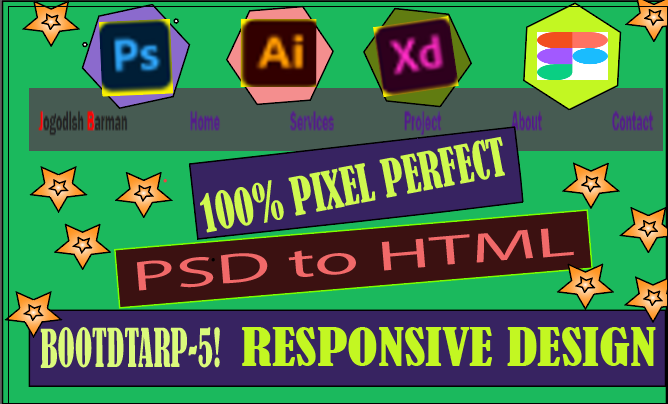 Ps Ai Xd
Jogodish Barman Home Services Project About Contact
100% PIXEL PERFECT
PSD to HTML
BOOTDTARP-5! RESPONSIVE DESIGN